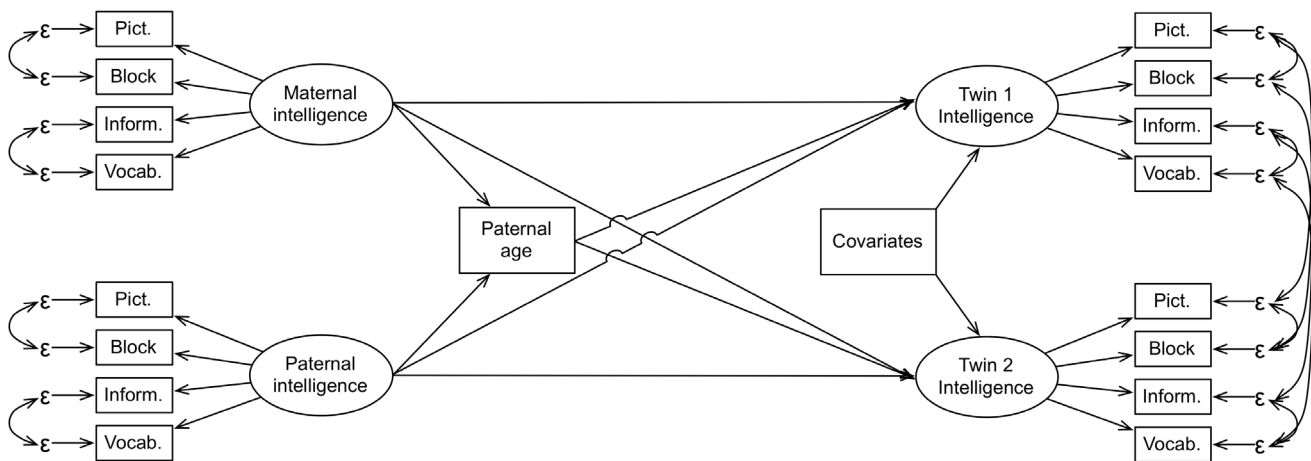 ε
Pict.
ε
Block
ε
Inform.
ε
Vocab.
Maternal
intelligence
ε
Pict.
ε
Block
ε
Inform.
ε
Vocab.
Paternal
intelligence
Paternal
age
Covariates
Twin 1
Intelligence
Pict.
ε
Block
ε
Inform.
ε
Vocab.
ε
Twin 2
Intelligence
Pict.
ε
Block
ε
Inform.
ε
Vocab.
ε